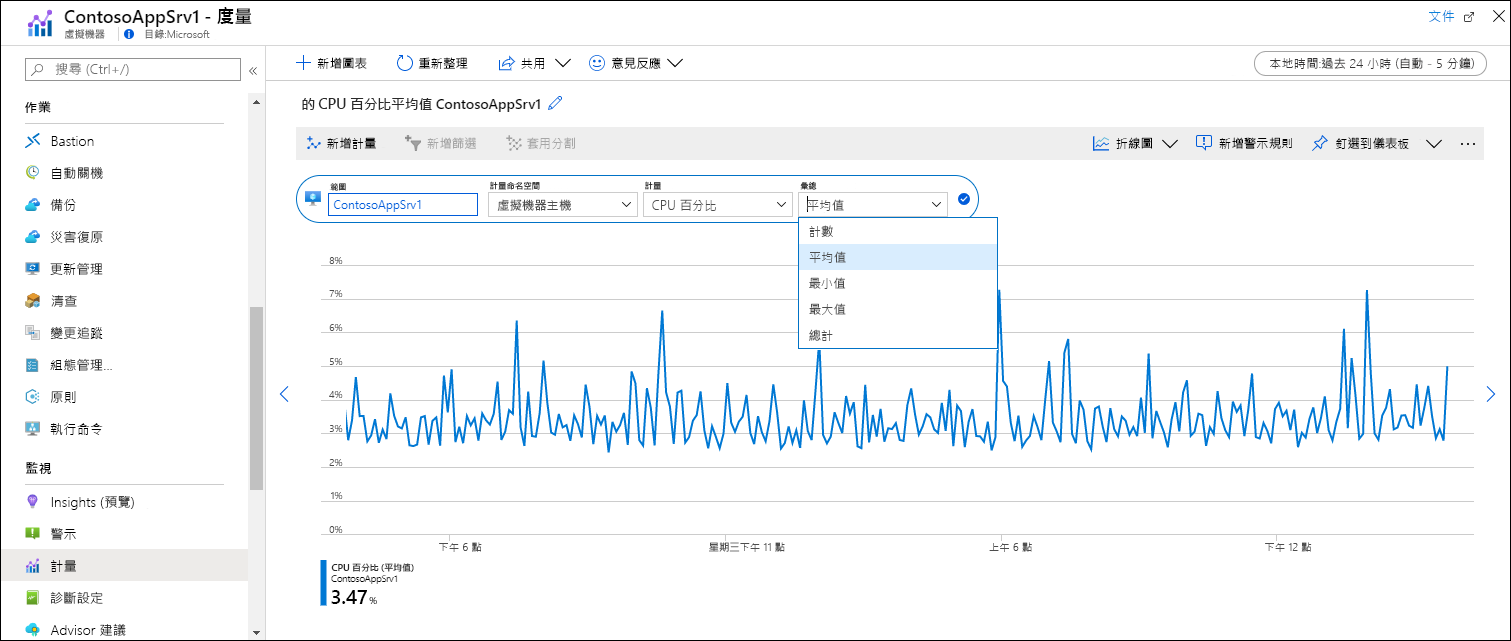 ContosoAppSrv1 - 度量
虛擬機器
目錄:Microsoft
文件
搜尋 (Ctrl+/)
作業
Bastion
自動關機
備份
災害復原
更新管理
清查
變更追蹤
組態管理...
原則
執行命令
監視
Insights (預覽)
警示
計量
診斷設定
Advisor 建議
新增圖表
重新整理
共用
意見反應
本地時間:過去 24 小時 (自動 - 5 分鐘)
的 CPU 百分比平均值 ContosoAppSrv1
新增計量
新增篩選
套用分割
折線圖
新增警示規則
釘選到儀表板
範圍
ContosoAppSrv1
計量命名空間
虛擬機器主機
計量
CPU 百分比
彙總
平均值
計數
平均值
最小值
最大值
總計
8%
7%
6%
5%
4%
3%
2%
1%
0%
下午 6 點
星期三下午 11 點
上午 6 點
下午 12 點
CPU 百分比 (平均值)
ContosoAppSrv1
3.47 %